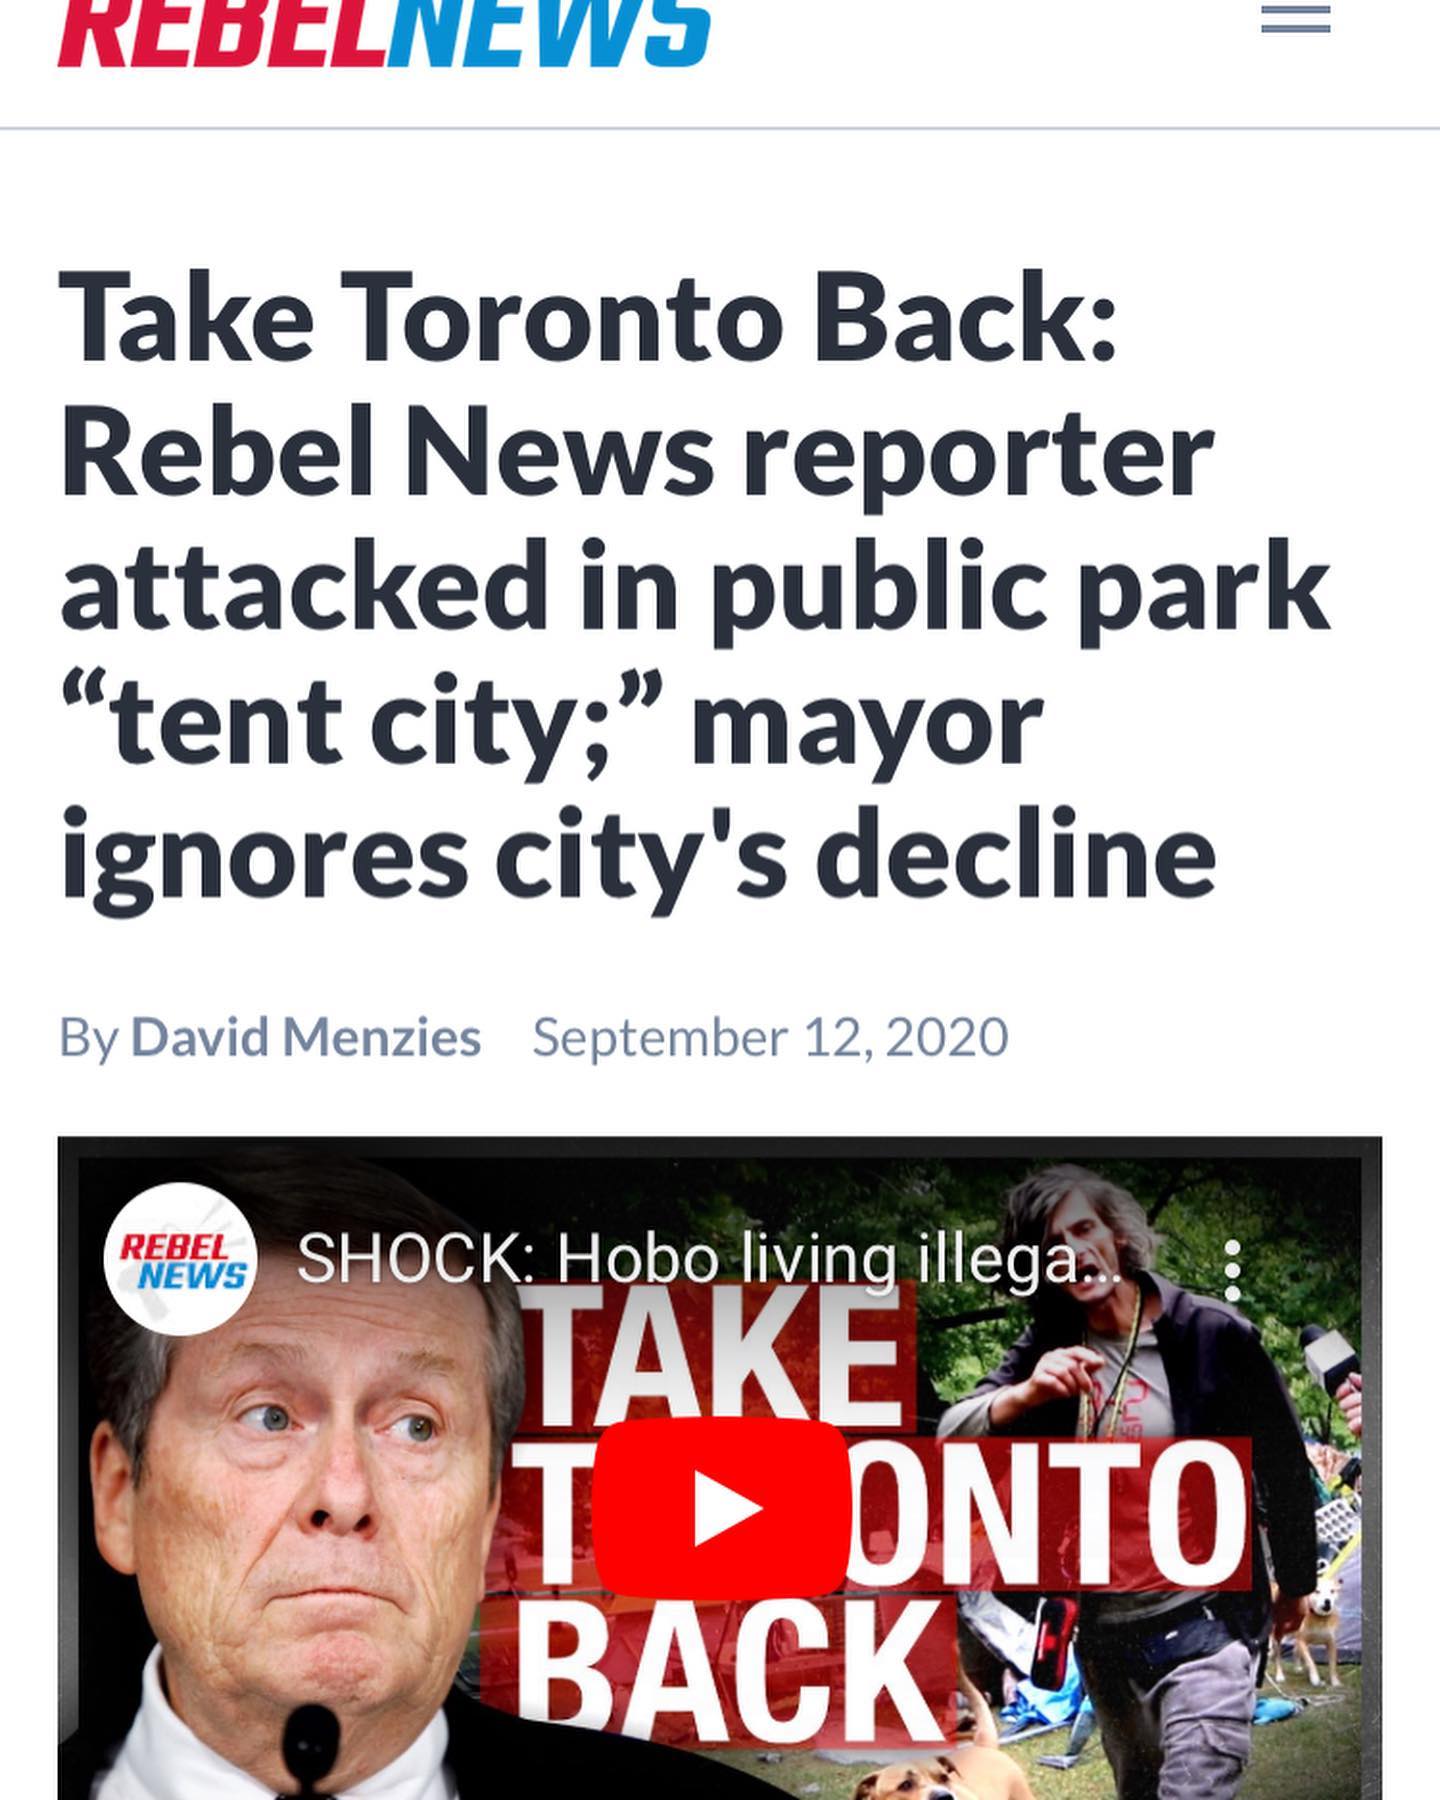 REBELNEWS
Take Toronto Back:
Rebel News reporter
attacked in public park
“tent city;” mayor
ignores city's decline
By David Menzies September 12, 2020
REBEL
NEWS
SHOCK: Hobo living illega...
TAKE
T ONTO
BACK